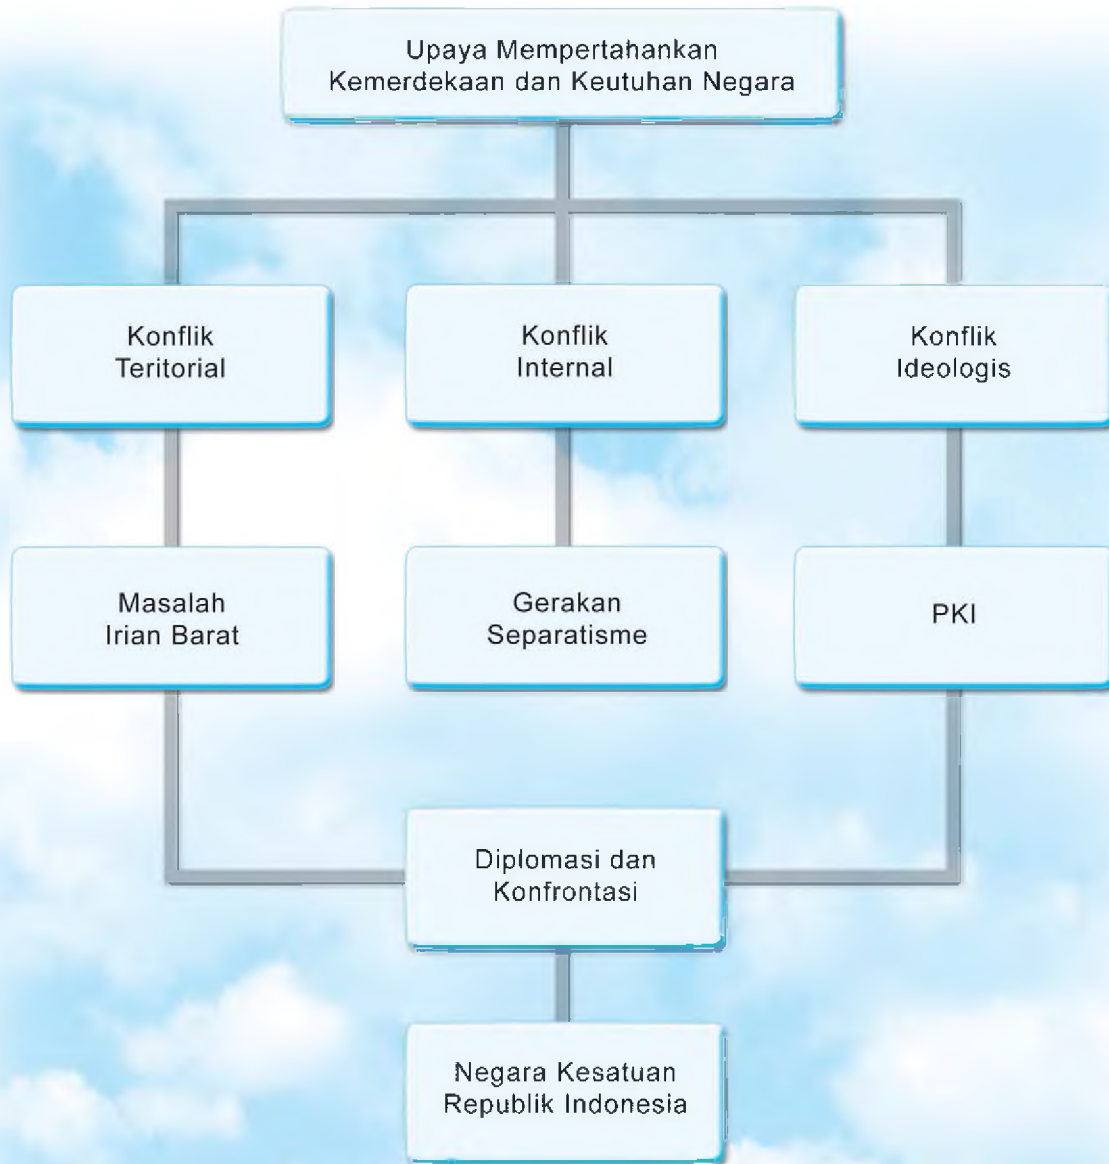 Upaya Mempertahankan
Kemerdekaan dan Keutuhan Negara
Konflik
Teritorial
Konflik
Internal
Konflik
Ideologis
Masalah
Irian Barat
Gerakan
Separatisme
PKI
Diplomasi dan
Konfrontasi
Negara Kesatuan
Republik Indonesia